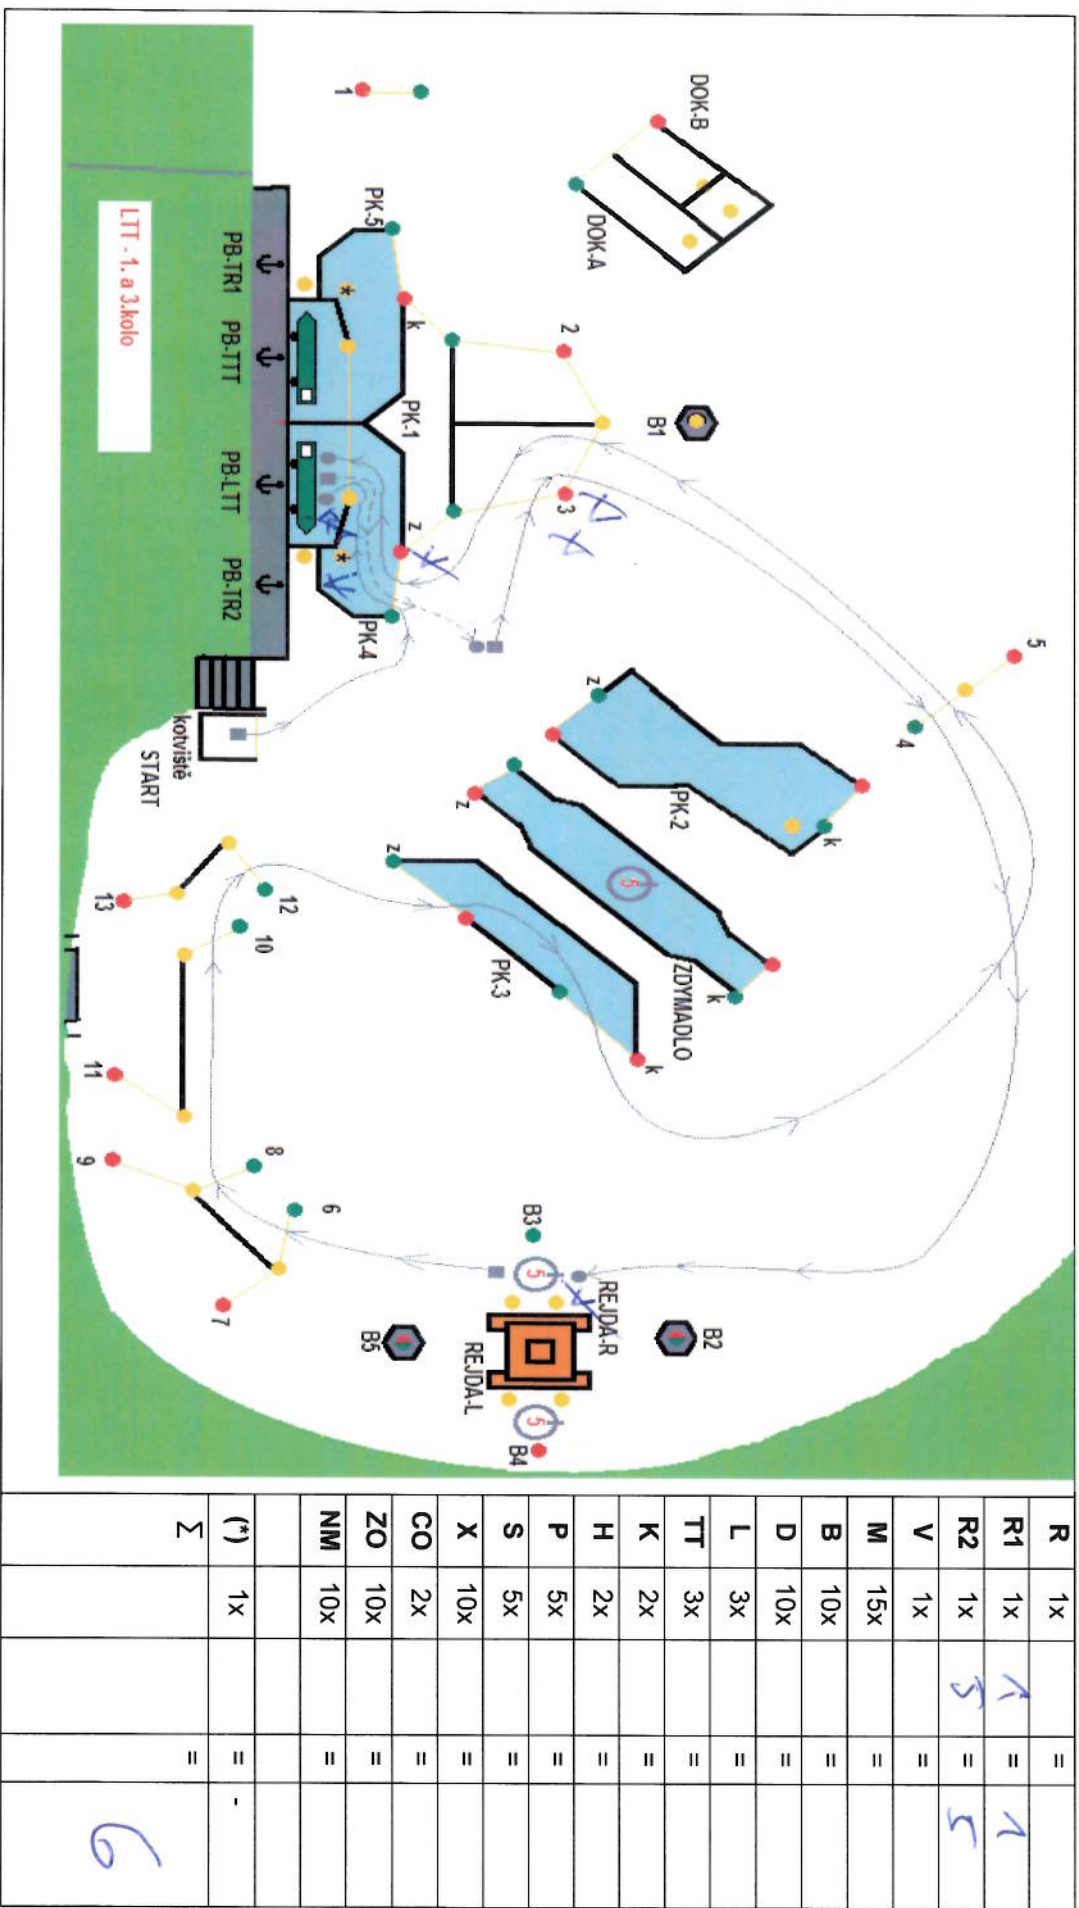 DOK-B
DOK-A
1
PK-5
2
B1
k
PK-1
3
z
PK-4
5
4
*
*
PB-TR1
PB-TTT
PB-LTT
PB-TR2
LTT - 1. a 3.kolo
kotviště
START
z
PK-2
k
z
5
ZDYMADLO
k
z
PK-3
k
12
13
10
11
8
9
6
7
B3
5
REJDA-R
B2
B5
REJDA-L
5
B4
R 1x =
R1 1x 1 = 1
R2 1x 5 = 5
V 1x =
M 15x =
B 10x =
D 10x =
L 3x =
TT 3x =
K 2x =
H 2x =
P 5x =
S 5x =
X 10x =
CO 2x =
ZO 10x =
NM 10x =
(*) 1x = -
Σ = 6